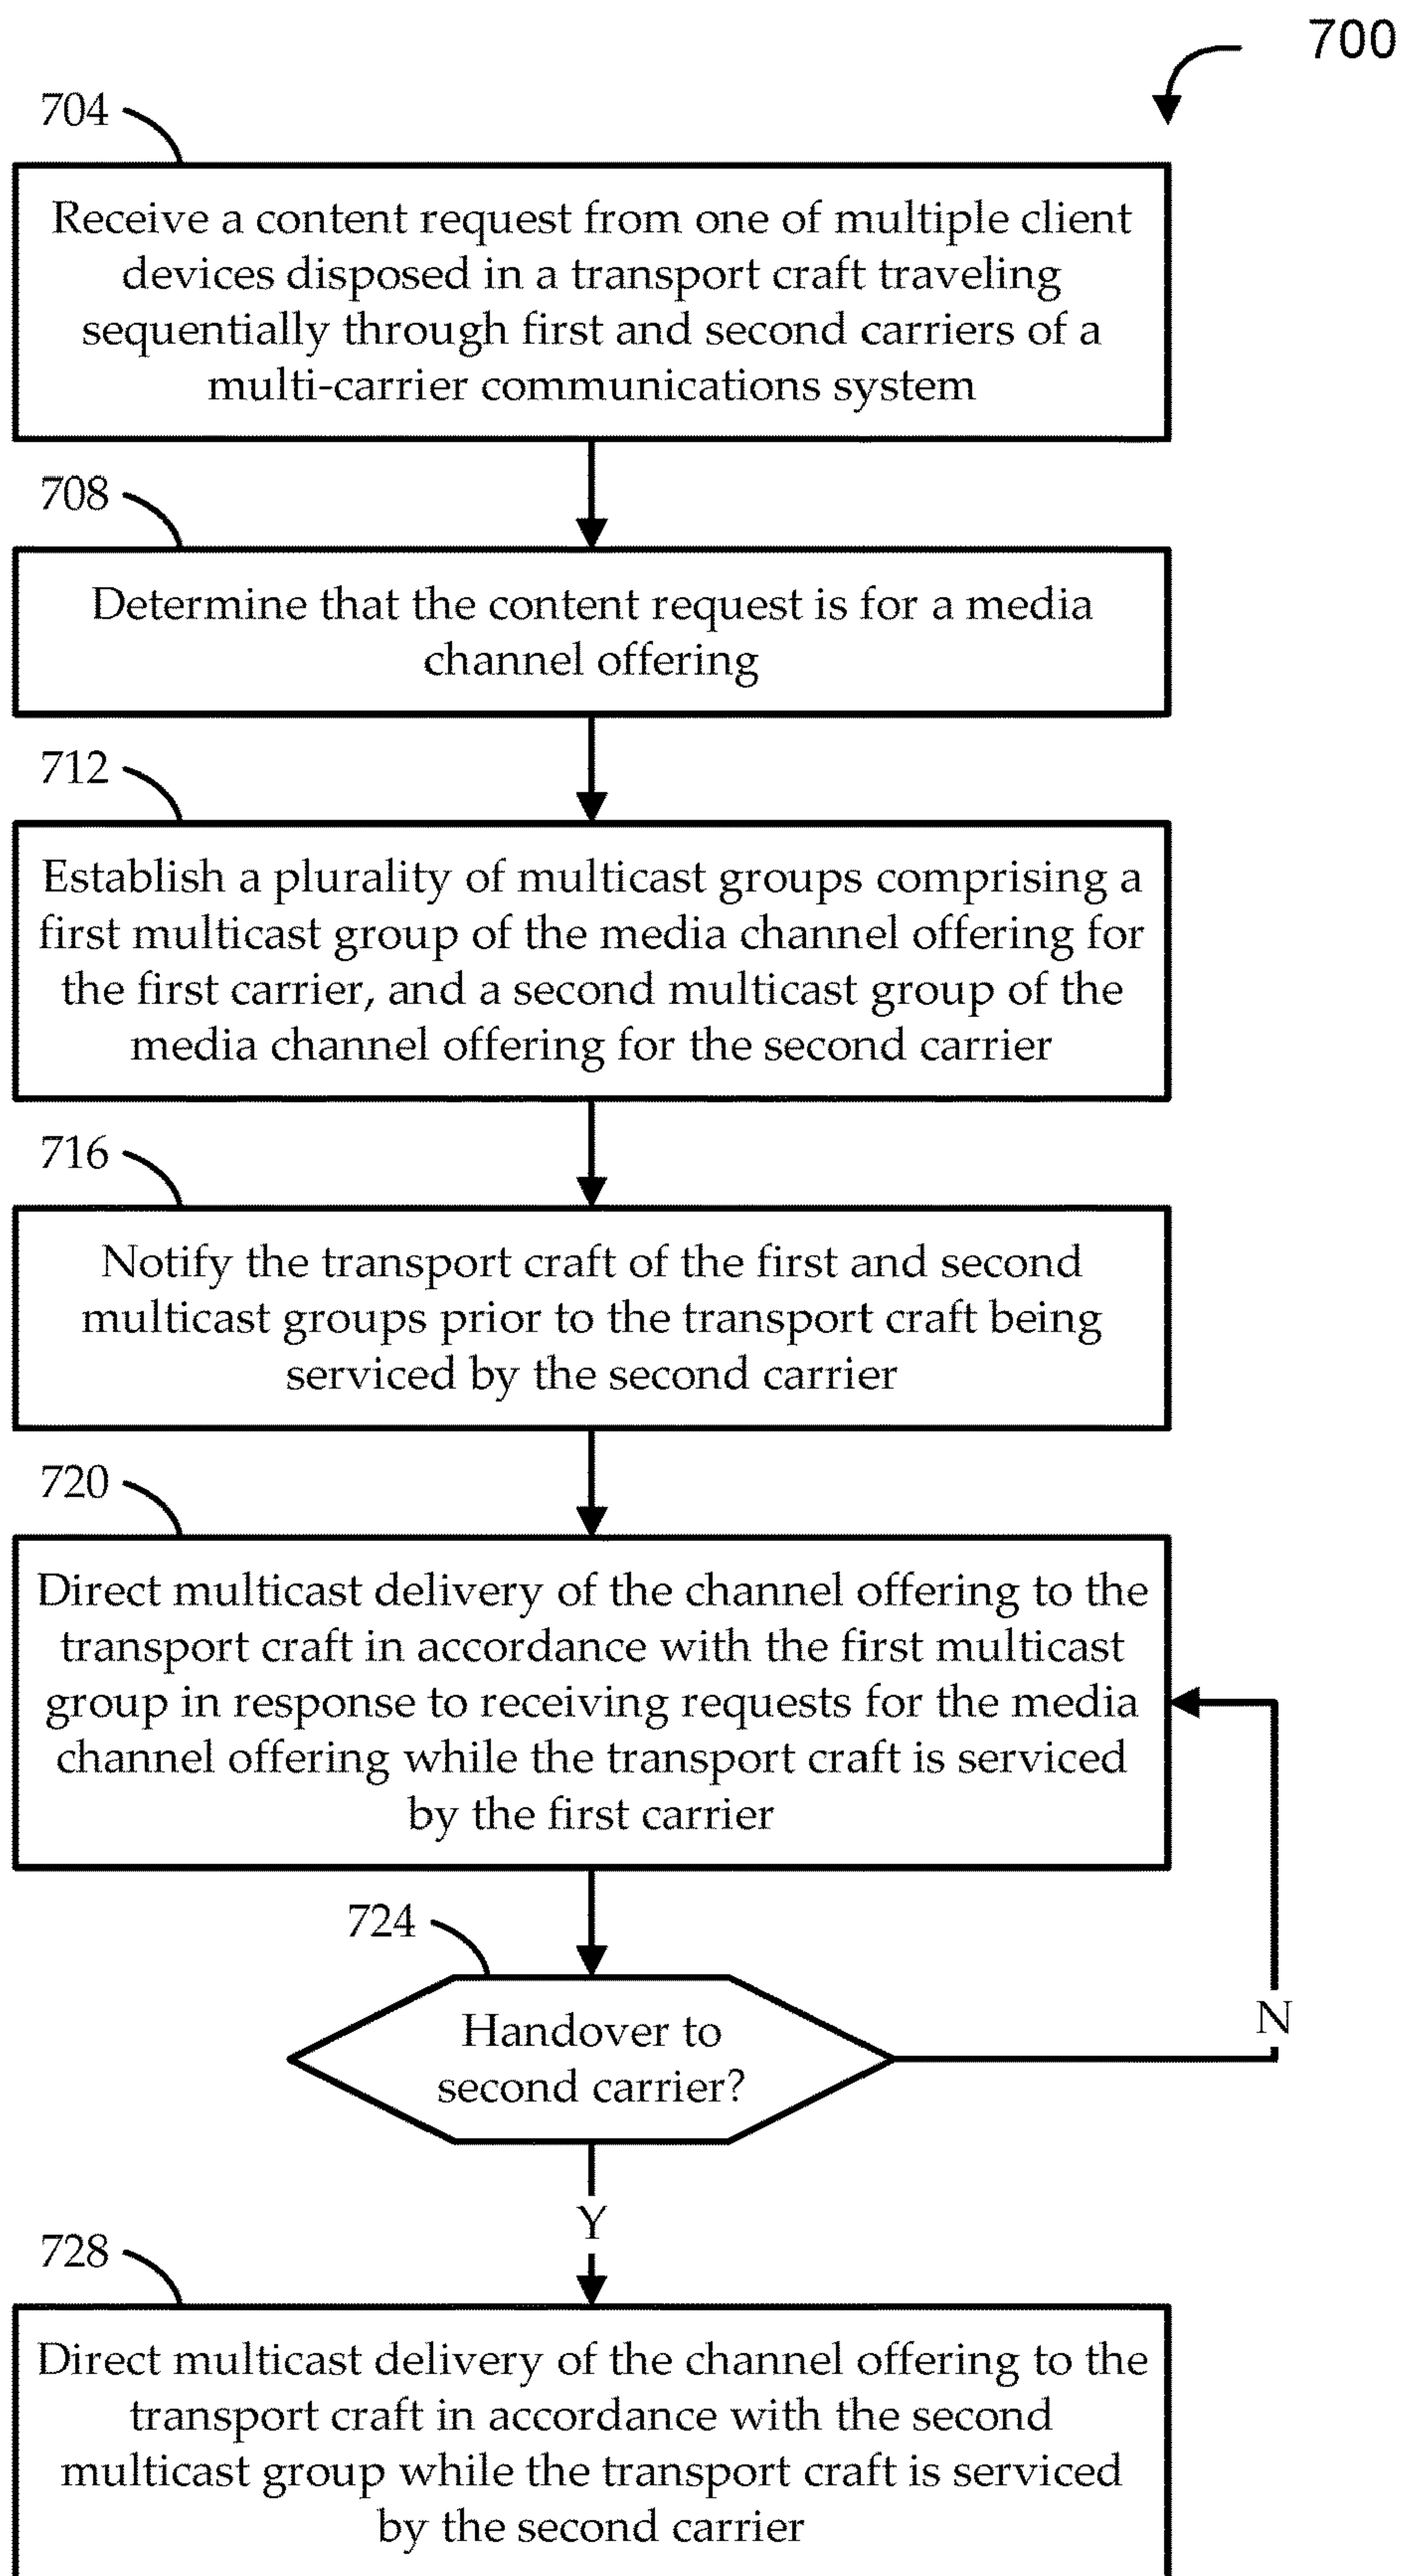 700
704
Receive a content request from one of multiple client
devices disposed in a transport craft traveling
sequentially through first and second carriers of a
multi-carrier communications system
708
Determine that the content request is for a media
channel offering
712
Establish a plurality of multicast groups comprising a
first multicast group of the media channel offering for
the first carrier, and a second multicast group of the
media channel offering for the second carrier
716
Notify the transport craft of the first and second
multicast groups prior to the transport craft being
serviced by the second carrier
720
Direct multicast delivery of the channel offering to the
transport craft in accordance with the first multicast
group in response to receiving requests for the media
channel offering while the transport craft is serviced
by the first carrier
724
Handover to
second carrier?
N
Y
728
Direct multicast delivery of the channel offering to the
transport craft in accordance with the second
multicast group while the transport craft is serviced
by the second carrier